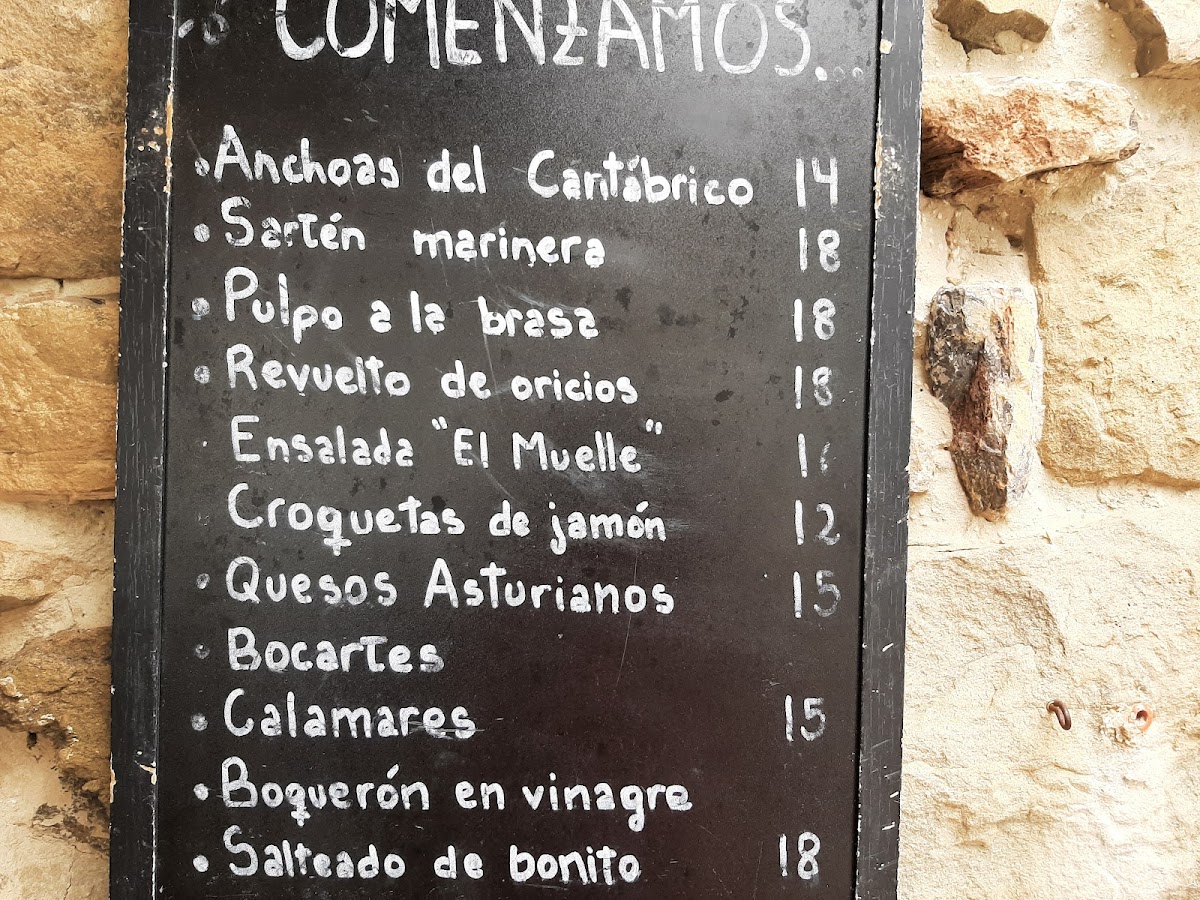 COMENZAMOS...
• Anchoas del Cantábrico 14
• Sartén marinera 18
• Pulpo a la brasa 18
• Revuelto de oricios 18
· Ensalada "El Muelle"
Croquetas de jamón 12
• Quesos Asturianos 15
• Bocartes
• Calamares 15
• Boquerón en vinagre
• Salteado de bonito 18